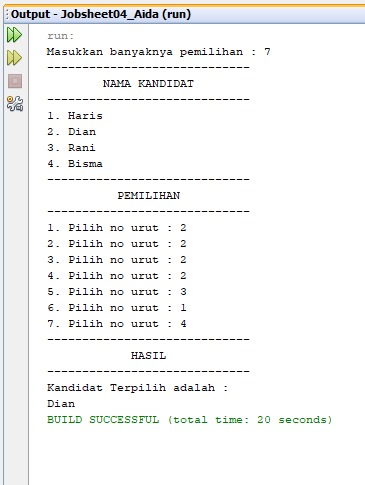 Output - Jobsheet04_Aida (run)
run:
Masukkan banyaknya pemilihan : 7
-----------------------------
NAMA KANDIDAT
-----------------------------
1. Haris
2. Dian
3. Rani
4. Bisma
-----------------------------
PEMILIHAN
-----------------------------
1. Pilih no urut : 2
2. Pilih no urut : 2
3. Pilih no urut : 2
4. Pilih no urut : 2
5. Pilih no urut : 3
6. Pilih no urut : 1
7. Pilih no urut : 4
-----------------------------
HASIL
-----------------------------
Kandidat Terpilih adalah :
Dian
BUILD SUCCESSFUL (total time: 20 seconds)